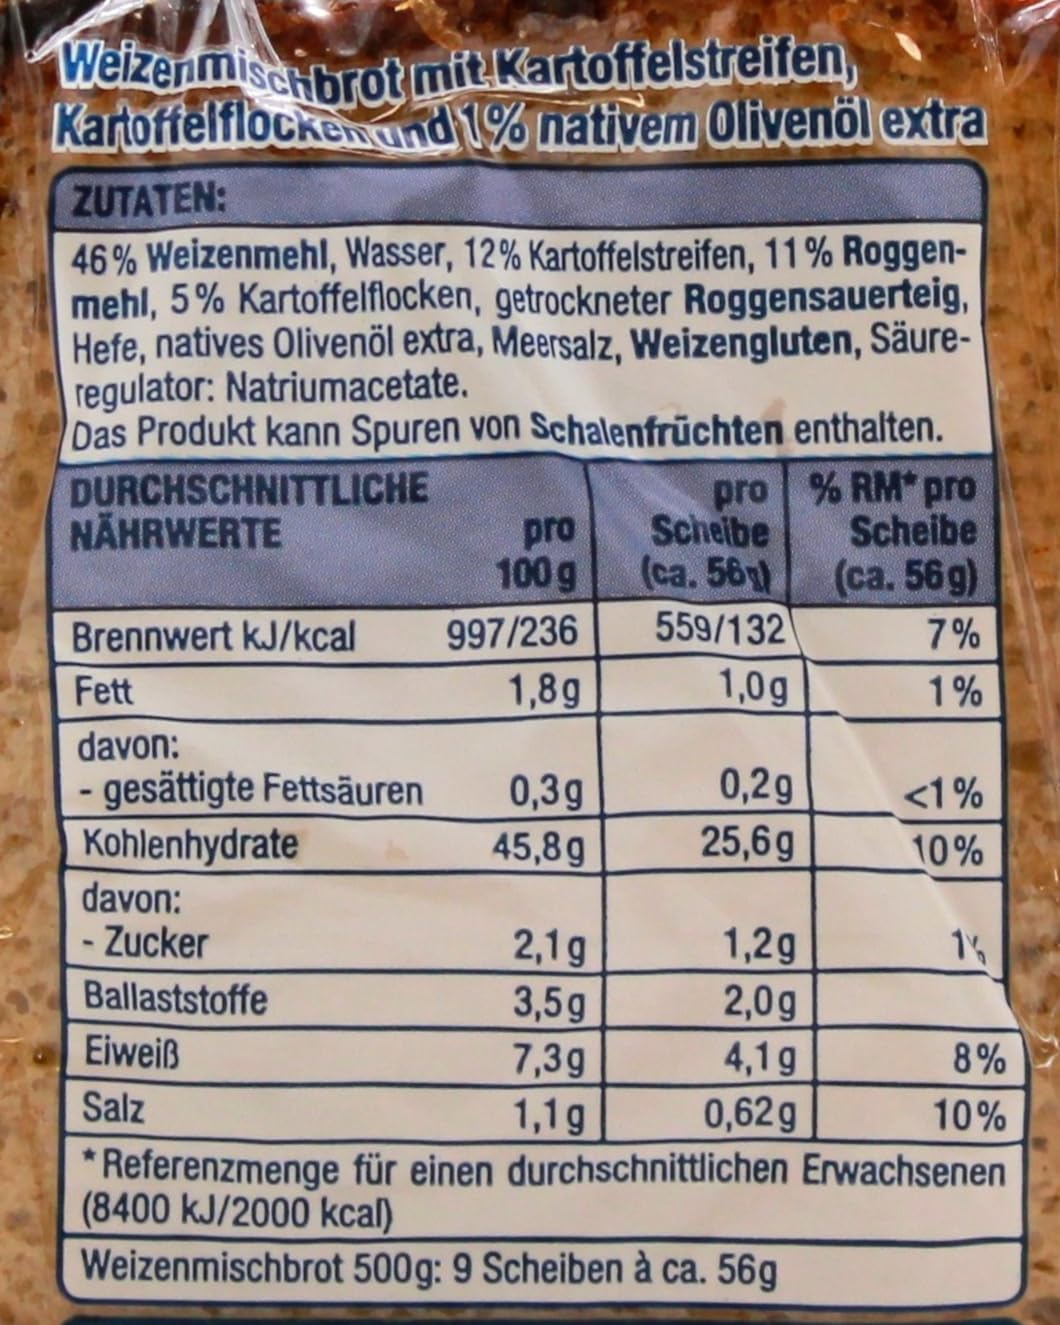 Weizenmischbrot mit Kartoffelstreifen,
Kartoffelflocken und 1% nativem Olivenöl extra
ZUTATEN:
46% Weizenmehl, Wasser, 12% Kartoffelstreifen, 11% Roggen-
mehl, 5% Kartoffelflocken, getrockneter Roggensauerteig,
Hefe, natives Olivenöl extra, Meersalz, Weizengluten, Säure-
regulator: Natriumacetate.
Das Produkt kann Spuren von Schalenfrüchten enthalten.
DURCHSCHNITTLICHE pro % RM* pro
NÄHRWERTE pro Scheibe Scheibe
100g (ca. 56g) (ca. 56g)
Brennwert kJ/kcal 997/236 559/132 7%
Fett 1,8g 1,0g 1%
davon:
- gesättigte Fettsäuren 0,3g 0,2g <1%
Kohlenhydrate 45,8g 25,6g 10%
davon:
- Zucker 2,1g 1,2g 1%
Ballaststoffe 3,5g 2,0g
Eiweiß 7,3g 4,1g 8%
Salz 1,1g 0,62g 10%
*Referenzmenge für einen durchschnittlichen Erwachsenen
(8400 kJ/2000 kcal)
Weizenmischbrot 500g: 9 Scheiben à ca. 56g